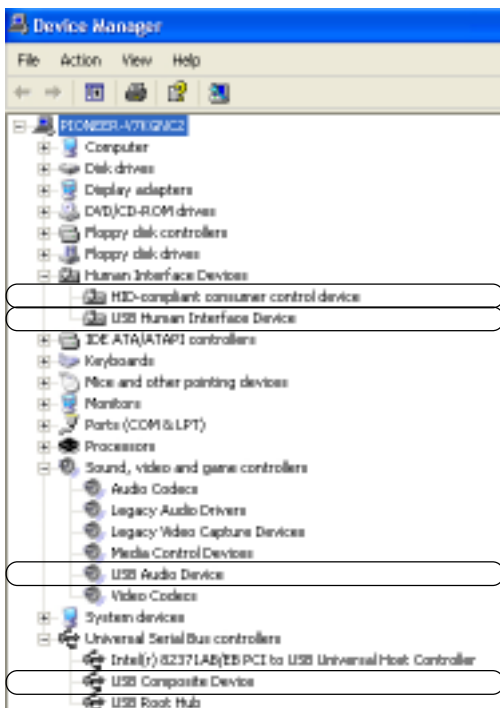 Device Manager
File Action View Help
PIONEER-V7KGNC2
Computer
Disk drives
Display adapters
DVD/CD-ROM drives
Floppy disk controllers
Floppy disk drives
Human Interface Devices
HID-compliant consumer control device
USB Human Interface Device
IDE ATA/ATAPI controllers
Keyboards
Mice and other pointing devices
Monitors
Ports (COM & LPT)
Processors
Sound, video and game controllers
Audio Codecs
Legacy Audio Drivers
Legacy Video Capture Devices
Media Control Devices
USB Audio Device
Video Codecs
System devices
Universal Serial Bus controllers
Intel(r) 82371AB/EB PCI to USB Universal Host Controller
USB Composite Device
USB Root Hub